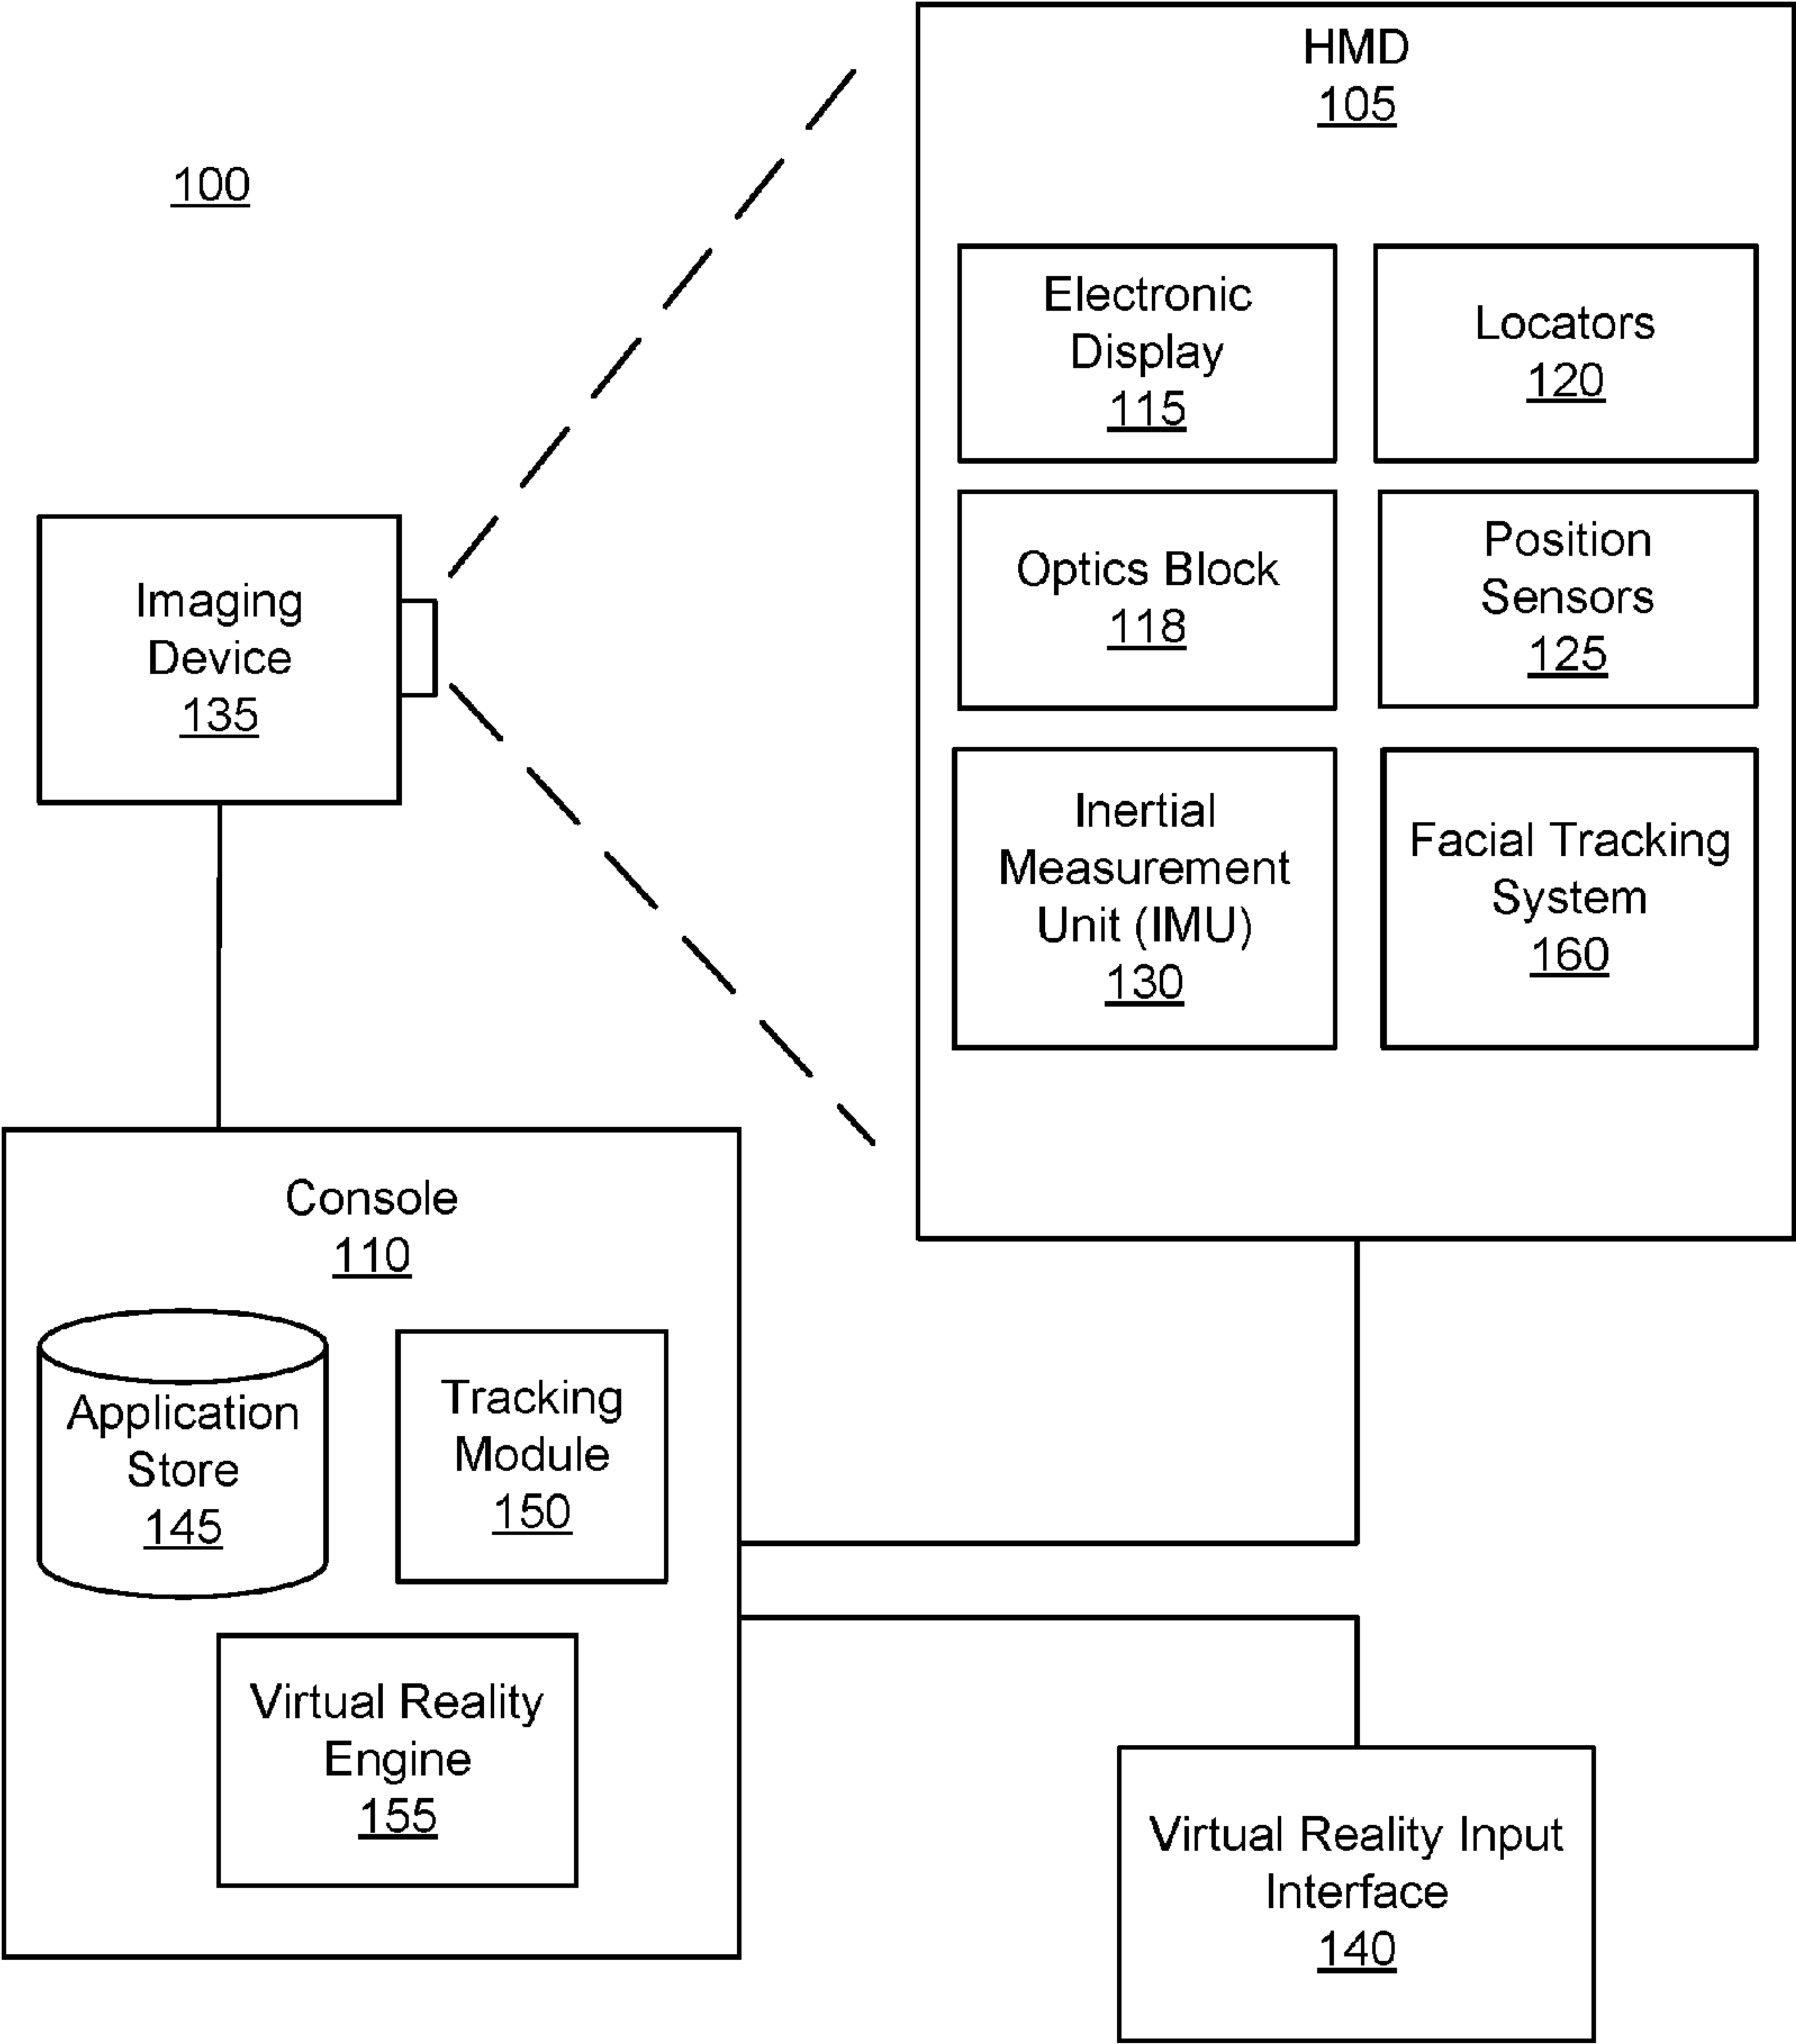 HMD
105
100
Electronic
Display
115
Locators
120
Optics Block
118
Position
Sensors
125
Imaging
Device
135
Inertial
Measurement
Unit (IMU)
130
Facial Tracking
System
160
Console
110
Application
Store
145
Tracking
Module
150
Virtual Reality
Engine
155
Virtual Reality Input
Interface
140